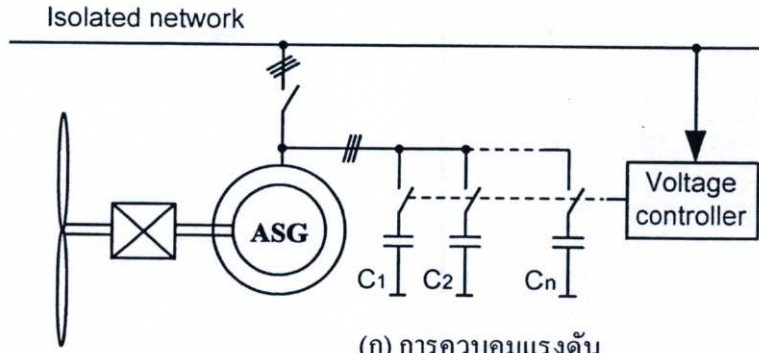 Isolated network
ASG
Voltage
controller
C1
C2
Cn
(ก) การควบคุมแรงดัน